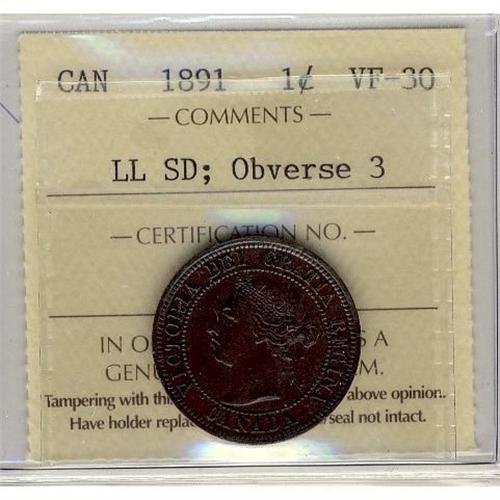 CAN 1891 1¢ VF-30
— COMMENTS —
LL SD; Obverse 3
— CERTIFICATION NO. —
VICTORIA DEI GRATIA REGINA.
CANADA
IN O S A
GENU M.
Tampering with th above opinion.
Have holder repla /seal not intact.